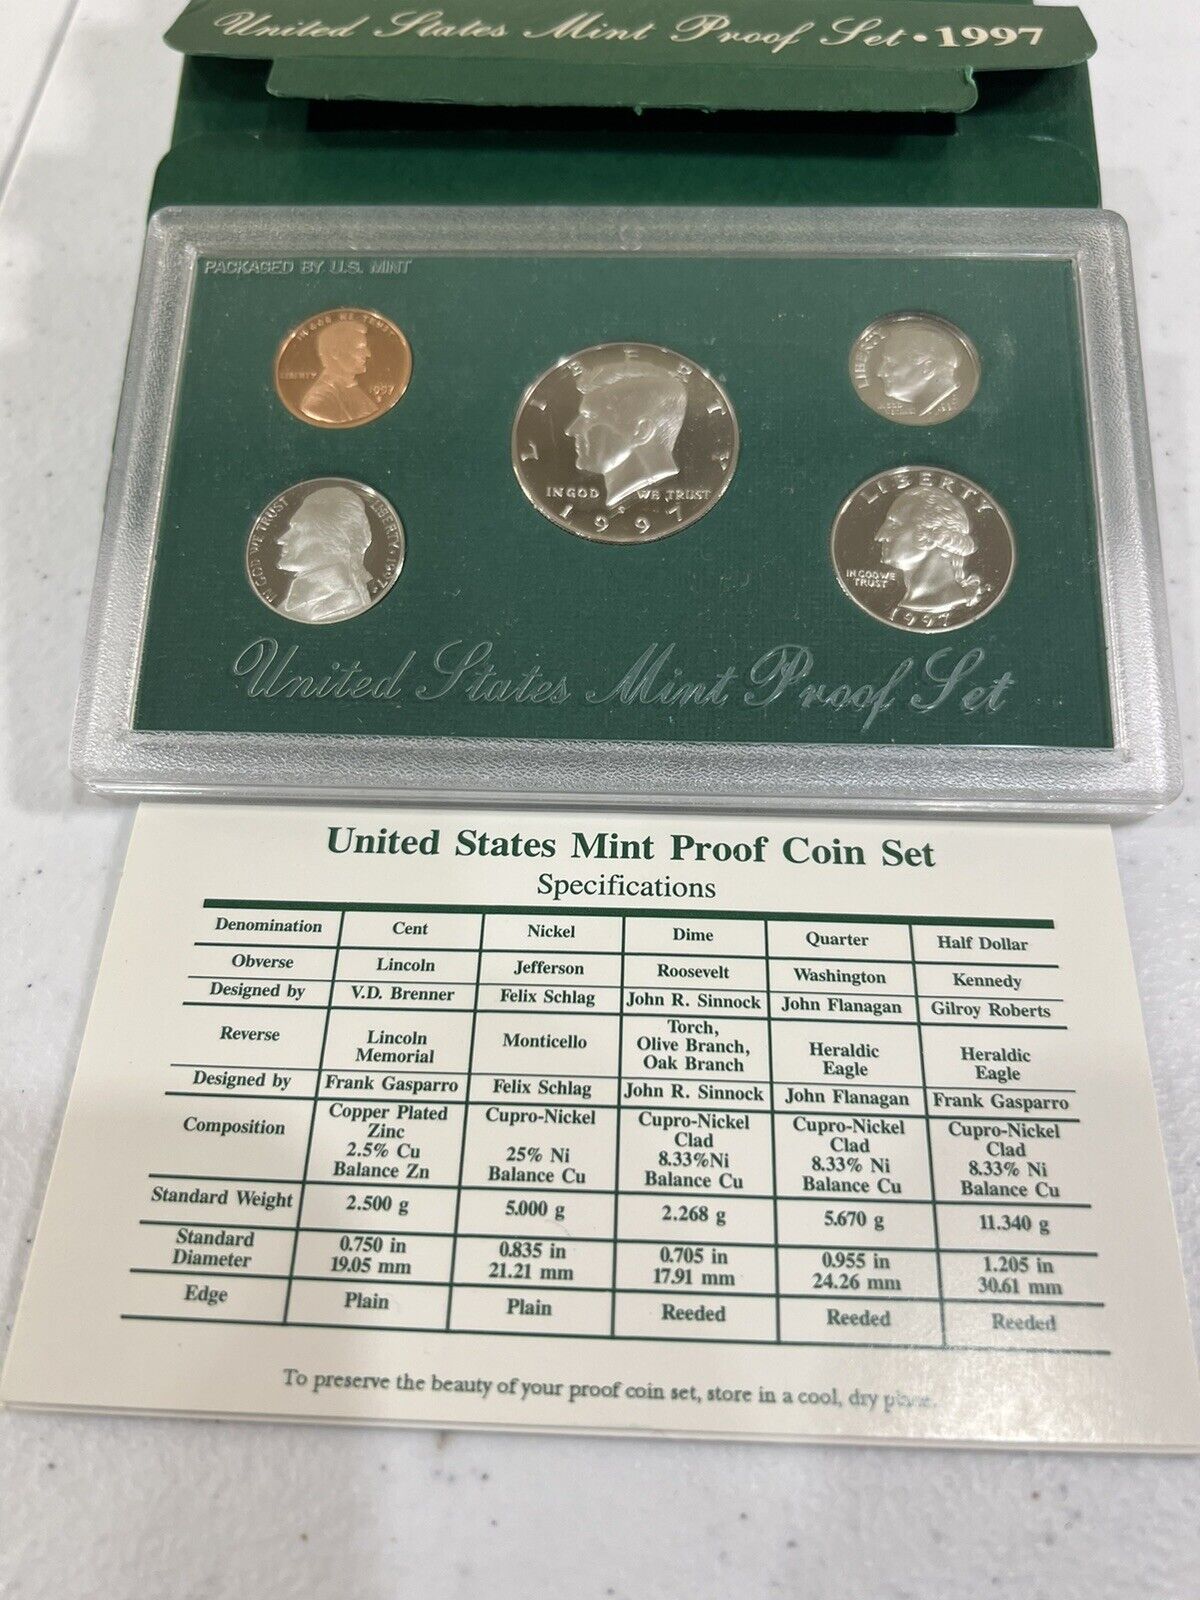 United States Mint Proof Set • 1997
PACKAGED BY U.S. MINT
IN GOD WE TRUST
LIBERTY
1997
S
LIBERTY
IN GOD WE TRUST
S
1997
LIBERTY
IN GOD WE TRUST
LIBERTY • 1997
LIBERTY
IN GOD WE
TRUST
1997
United States Mint Proof Set
United States Mint Proof Coin Set
Specifications
Denomination Cent Nickel Dime Quarter Half Dollar
Obverse Lincoln Jefferson Roosevelt Washington Kennedy
Designed by V.D. Brenner Felix Schlag John R. Sinnock John Flanagan Gilroy Roberts
Reverse Lincoln Memorial Monticello Torch, Olive Branch, Oak Branch Heraldic Eagle Heraldic Eagle
Designed by Frank Gasparro Felix Schlag John R. Sinnock John Flanagan Frank Gasparro
Composition Copper Plated Zinc 2.5% Cu Balance Zn Cupro-Nickel 25% Ni Balance Cu Cupro-Nickel Clad 8.33%Ni Balance Cu Cupro-Nickel Clad 8.33% Ni Balance Cu Cupro-Nickel Clad 8.33% Ni Balance Cu
Standard Weight 2.500 g 5.000 g 2.268 g 5.670 g 11.340 g
Standard Diameter 0.750 in 19.05 mm 0.835 in 21.21 mm 0.705 in 17.91 mm 0.955 in 24.26 mm 1.205 in 30.61 mm
Edge Plain Plain Reeded Reeded Reeded
To preserve the beauty of your proof coin set, store in a cool, dry place.